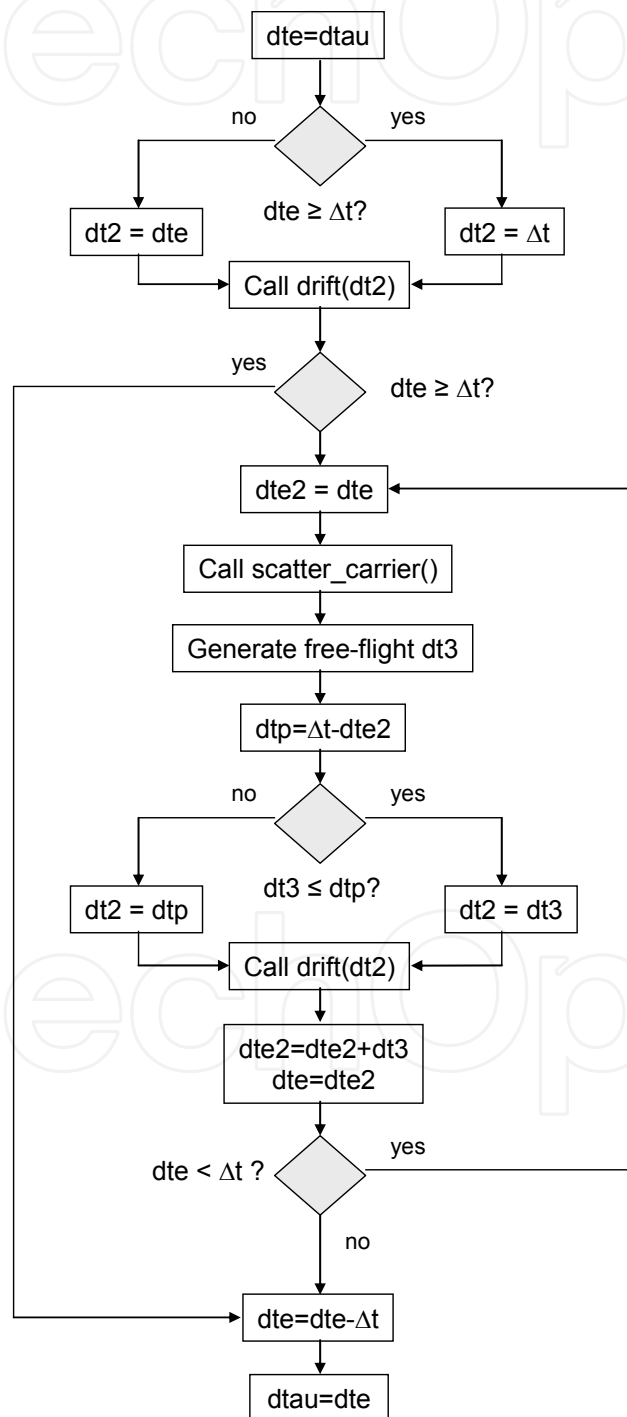 dte=dtau
no
yes
dte ≥ Δt?
dt2 = dte
dt2 = Δt
Call drift(dt2)
yes
dte ≥ Δt?
dte2 = dte
Call scatter_carrier()
Generate free-flight dt3
dtp=Δt-dte2
no
yes
dt3 ≤ dtp?
dt2 = dtp
dt2 = dt3
Call drift(dt2)
dte2=dte2+dt3
dte=dte2
dte < Δt ?
yes
no
dte=dte-Δt
dtau=dte
echOp
echOp